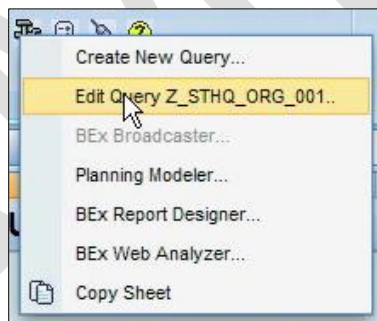 Create New Query...
Edit Query Z_STHQ_ORG_001..
BEx Broadcaster...
Planning Modeler...
BEx Report Designer...
BEx Web Analyzer...
Copy Sheet